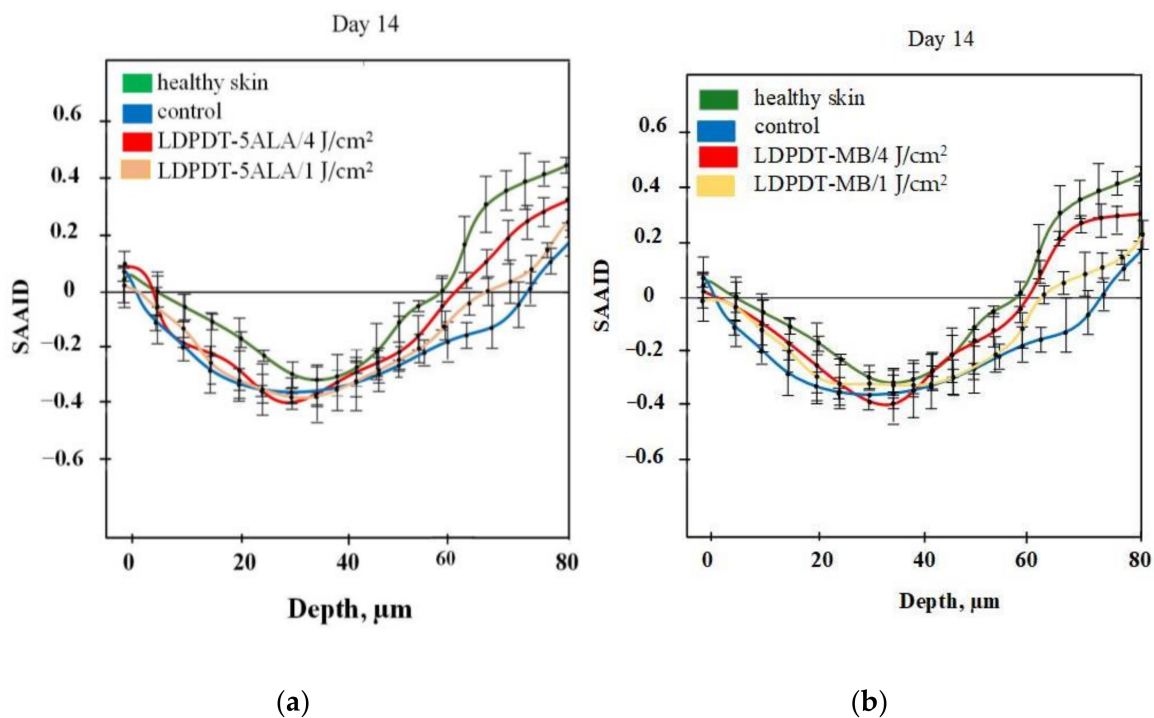 Day 14
healthy skin
control
LDPDT-5ALA/4 J/cm²
LDPDT-5ALA/1 J/cm²
0.6
0.4
0.2
0
−0.2
−0.4
−0.6
SAAID
0 20 40 60 80
Depth, µm
(a)
Day 14
healthy skin
control
LDPDT-MB/4 J/cm²
LDPDT-MB/1 J/cm²
0.6
0.4
0.2
0
−0.2
−0.4
−0.6
SAAID
0 20 40 60 80
Depth, µm
(b)